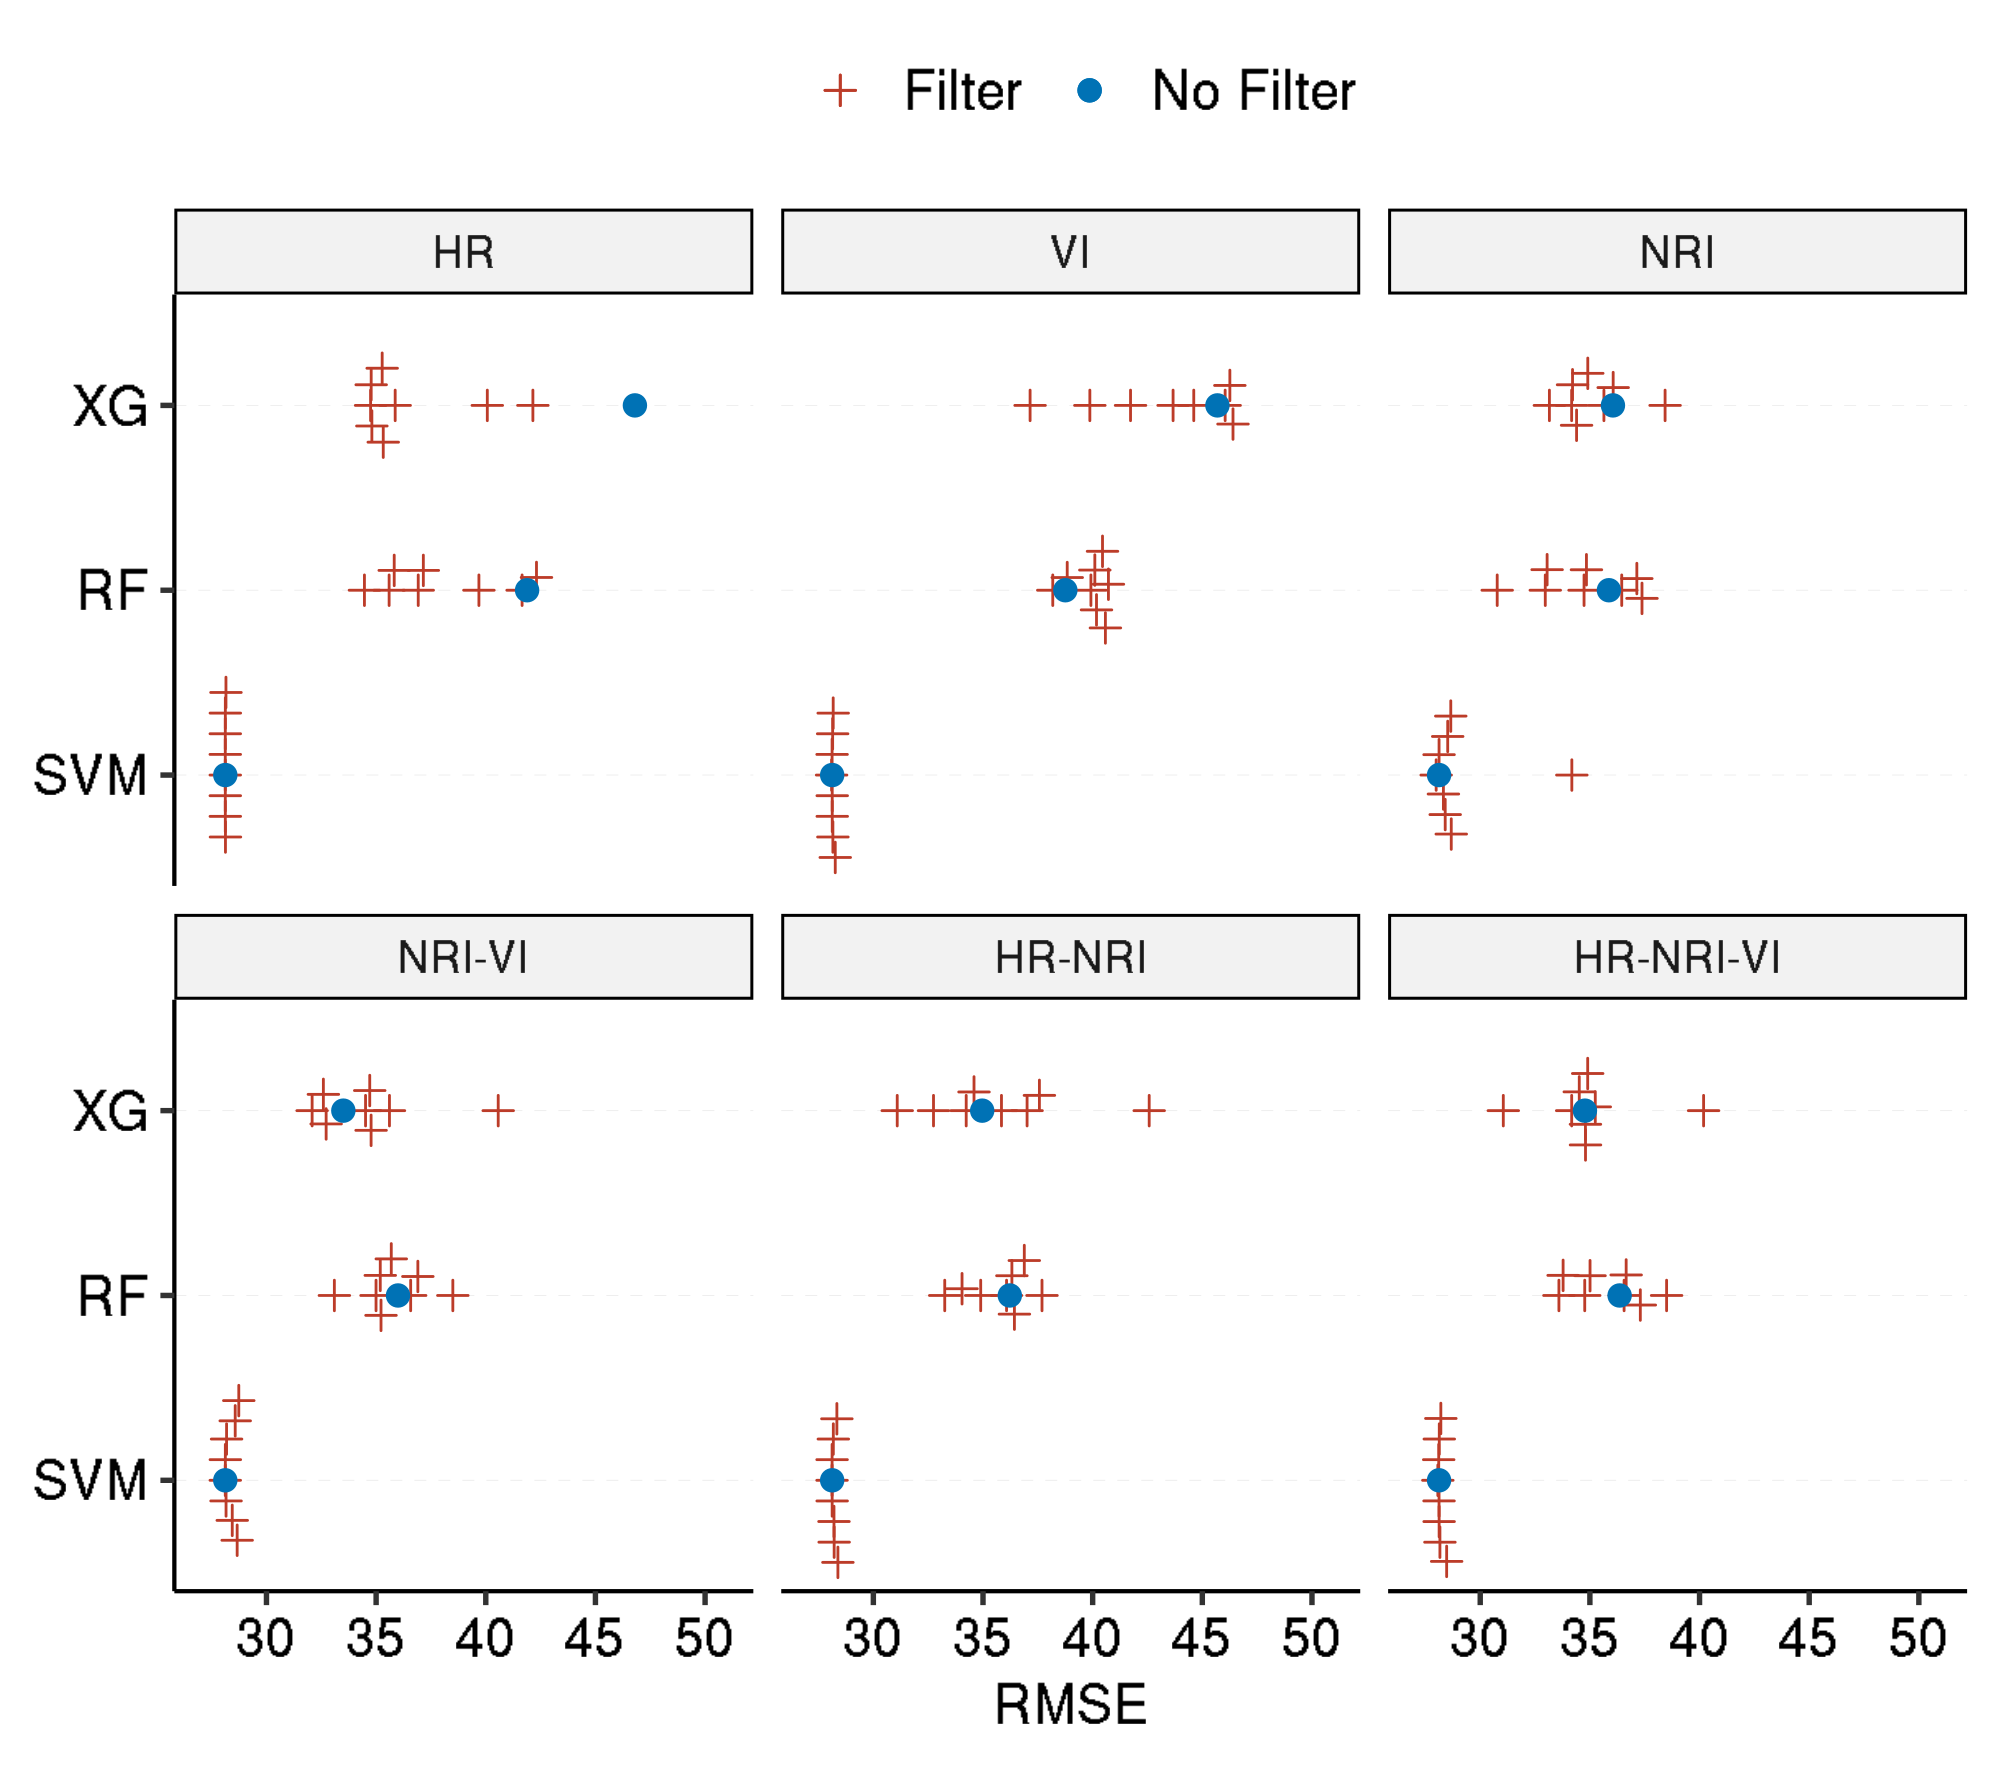 Filter No Filter
HR VI NRI
XG
RF
SVM
NRI-VI HR-NRI HR-NRI-VI
XG
RF
SVM
30 35 40 45 50 30 35 40 45 50 30 35 40 45 50
RMSE